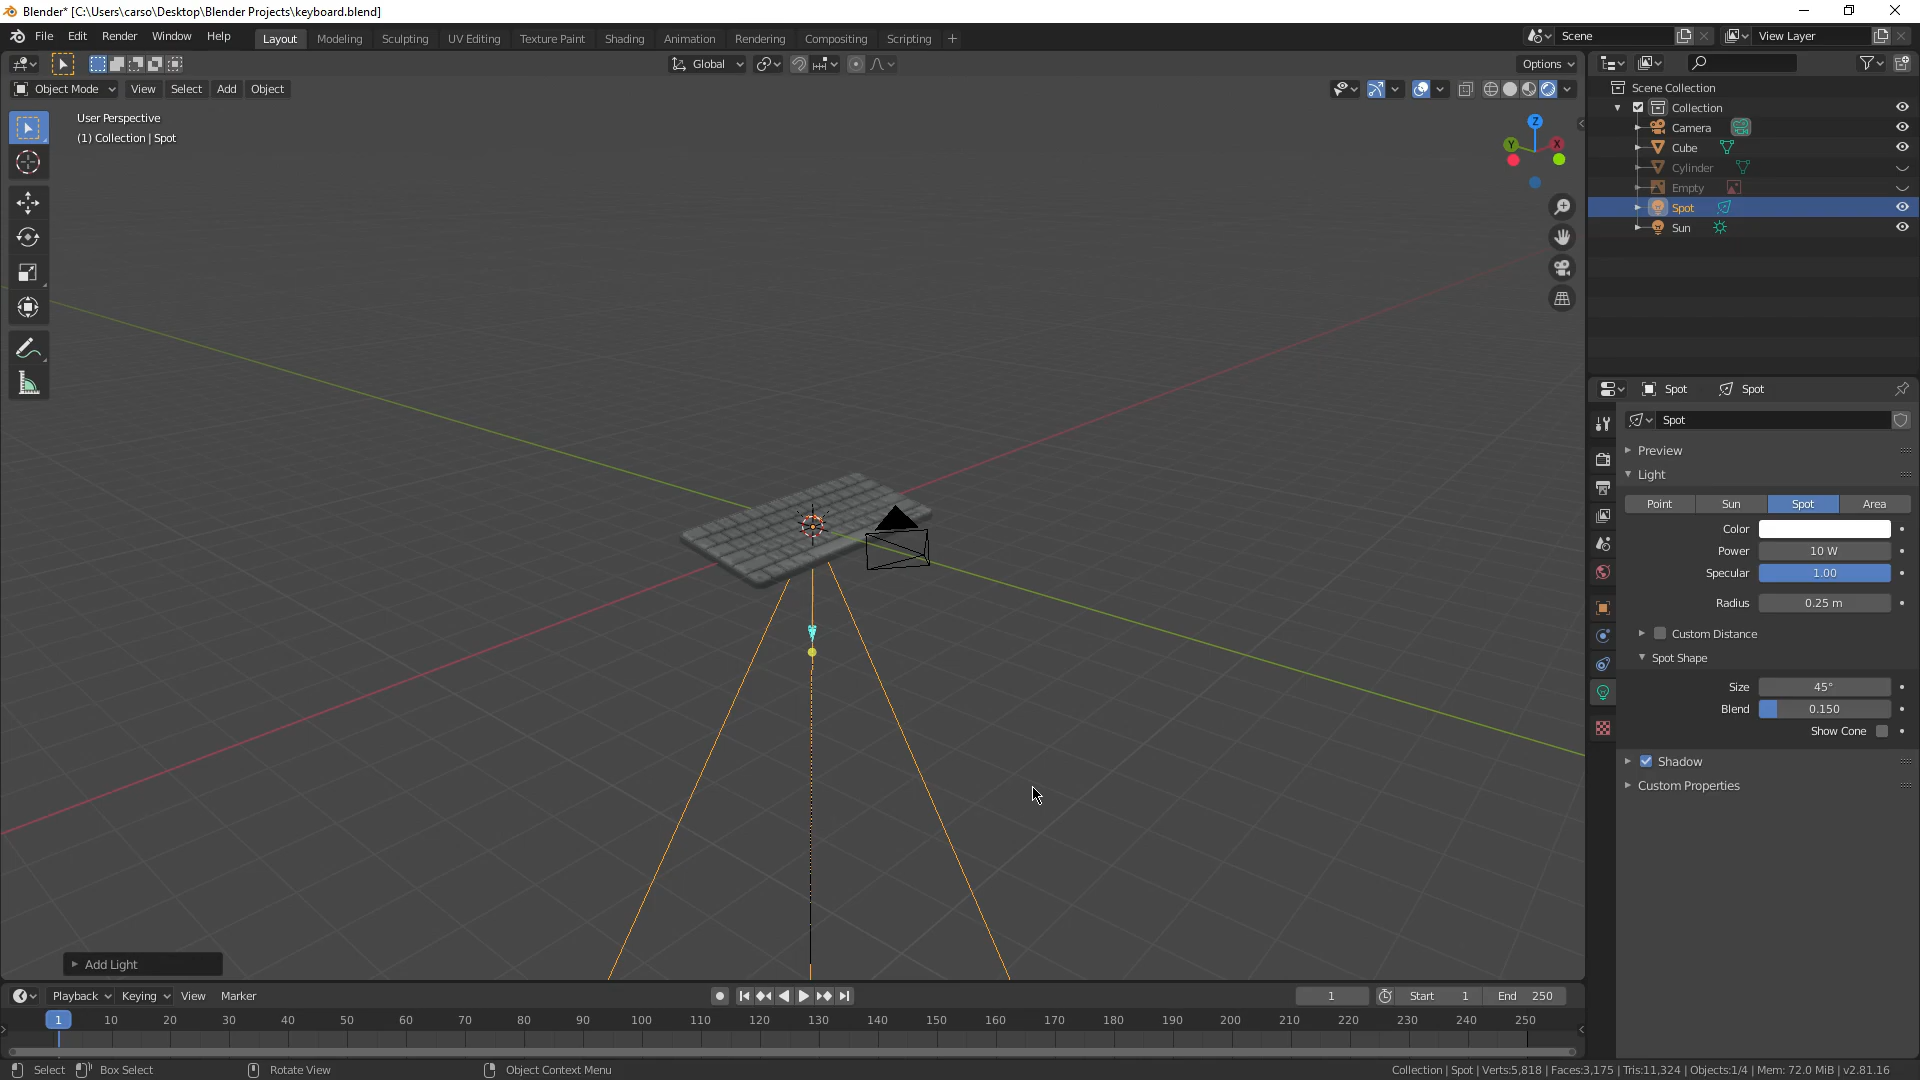 Blender* [C:\Users\carso\Desktop\Blender Projects\keyboard.blend]
File Edit Render Window Help Layout Modeling Sculpting UV Editing Texture Paint Shading Animation Rendering Compositing Scripting Scene View Layer
Global Options
Object Mode View Select Add Object
User Perspective
(1) Collection | Spot
Z
Y X
Scene Collection
Collection
Camera
Cube
Cylinder
Empty
Spot
Sun
Spot Spot
Spot
Preview
Light
Point Sun Spot Area
Color
Power 10 W
Specular 1.00
Radius 0.25 m
Custom Distance
Spot Shape
Size 45°
Blend 0.150
Show Cone
Shadow
Custom Properties
Add Light
Playback Keying View Marker 1 Start 1 End 250
1 10 20 30 40 50 60 70 80 90 100 110 120 130 140 150 160 170 180 190 200 210 220 230 240 250
Select Box Select Rotate View Object Context Menu Collection | Spot | Verts:5,818 | Faces:3,175 | Tris:11,324 | Objects:1/4 | Mem: 72.0 MiB | v2.81.16